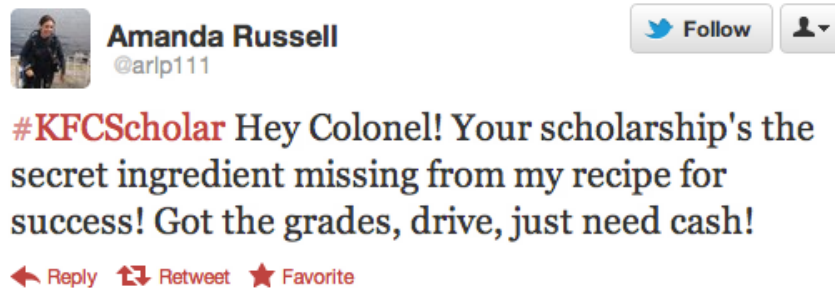 Amanda Russell
@arlp111
Follow
#KFCScholar Hey Colonel! Your scholarship's the
secret ingredient missing from my recipe for
success! Got the grades, drive, just need cash!
Reply Retweet Favorite